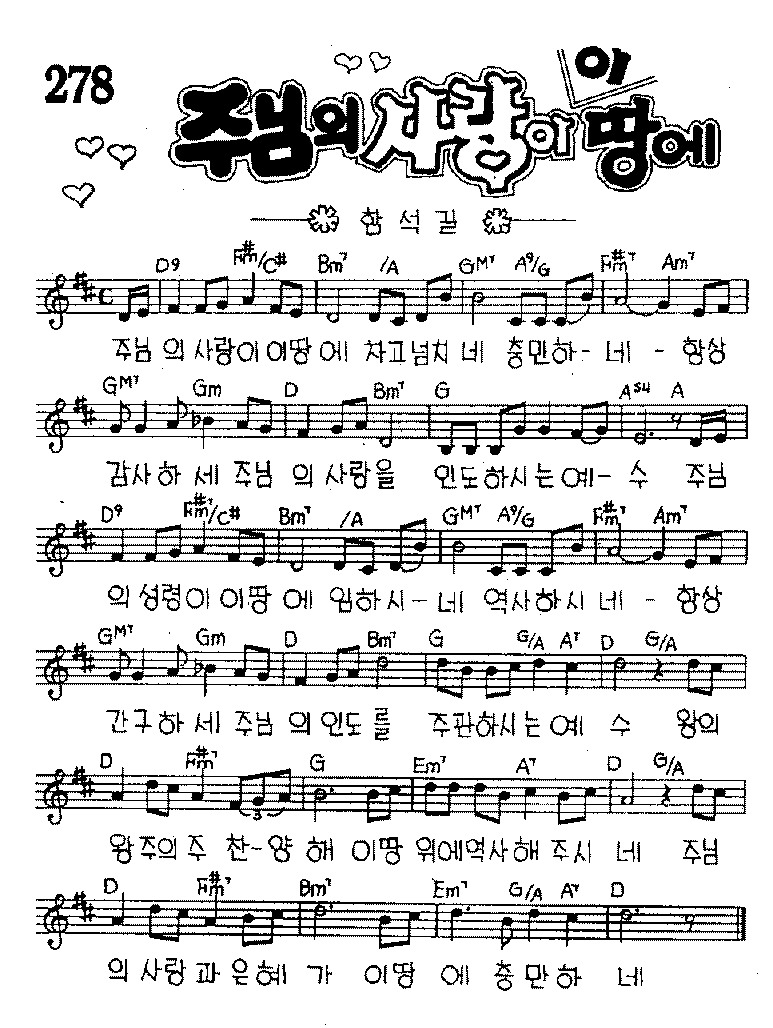 278
주님의 사랑이 이 땅에
함석길
D9 F#m/C# Bm7 /A GM7 A9/G F#m7 Am7
주님의 사랑이 이땅에 차고넘치네 충만하-네 - 항상
GM7 Gm D Bm7 G Asus4 A
감사하세 주님의 사랑을 인도하시는예-수 주님
D9 F#m7/C# Bm7 /A GM7 A9/G F#m7 Am7
의 성령이 이땅에 임하시-네 역사하시네 - 항상
GM7 Gm D Bm7 G G/A A7 D G/A
간구하세 주님의 인도를 주관하시는예수 왕의
D F#m7 G Em7 A7 D G/A
왕주의 주 찬-양해 이땅 위에역사해 주시네 주님
3
D F#m7 Bm7 Em7 G/A A7 D
의 사랑과 은혜가 이땅에 충만하네